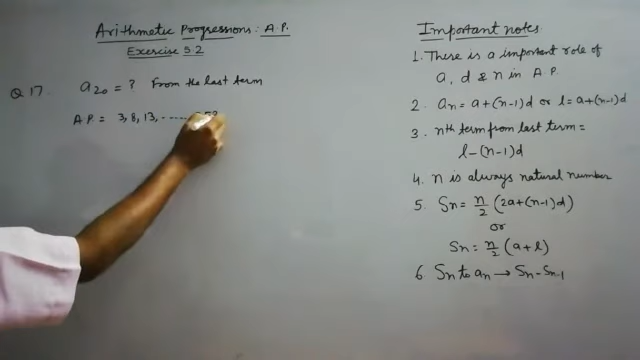 Arithmetic Progressions: A.P.
Exercise 5.2
Q 17. a20 = ? From the last term
A.P. = 3, 8, 13, ------
Important notes
1. There is a important role of
a, d & n in A.P.
2. an = a+(n-1)d or l = a+(n-1)d
3. nth term from last term =
l-(n-1)d
4. n is always natural number
5. Sn = n/2 (2a+(n-1)d)
or
Sn = n/2 (a+l)
6. Sn to an → Sn - Sn-1